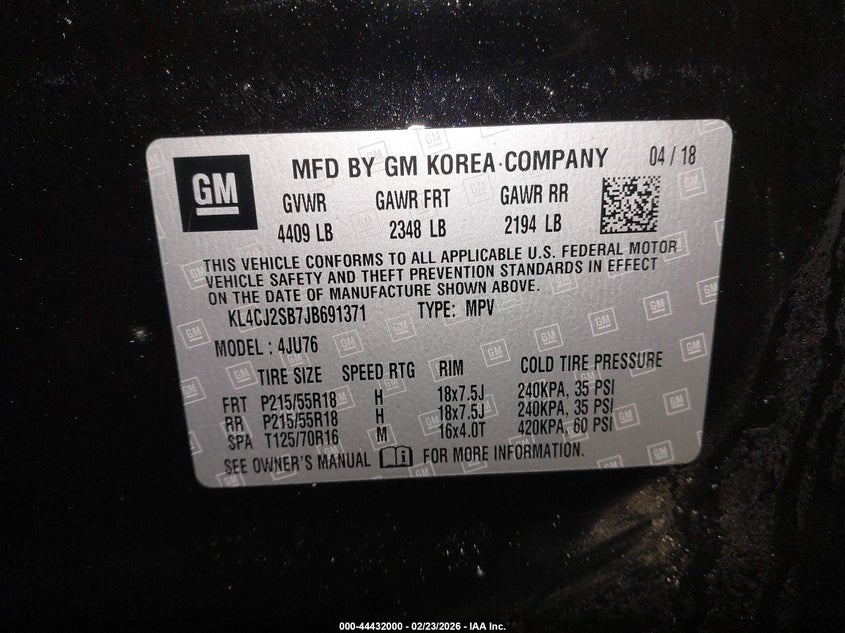 GM
MFD BY GM KOREA COMPANY 04 / 18
GVWR GAWR FRT GAWR RR
4409 LB 2348 LB 2194 LB
THIS VEHICLE CONFORMS TO ALL APPLICABLE U.S. FEDERAL MOTOR
VEHICLE SAFETY AND THEFT PREVENTION STANDARDS IN EFFECT
ON THE DATE OF MANUFACTURE SHOWN ABOVE.
KL4CJ2SB7JB691371 TYPE: MPV
MODEL : 4JU76
TIRE SIZE SPEED RTG RIM COLD TIRE PRESSURE
FRT P215/55R18 H 18x7.5J 240KPA, 35 PSI
RR P215/55R18 H 18x7.5J 240KPA, 35 PSI
SPA T125/70R16 M 16x4.0T 420KPA, 60 PSI
SEE OWNER'S MANUAL FOR MORE INFORMATION.
000-44432000 - 02/23/2026 - IAA Inc.